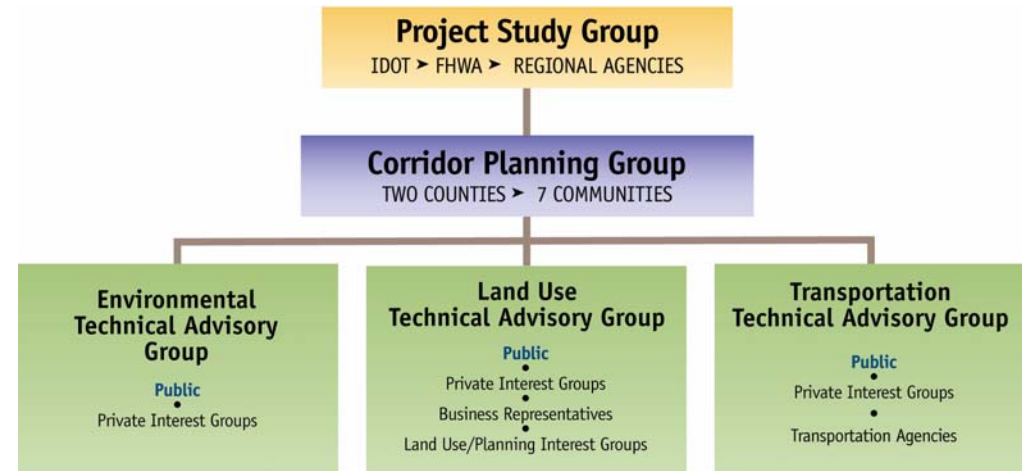 Project Study Group
IDOT ➤ FHWA ➤ REGIONAL AGENCIES
Corridor Planning Group
TWO COUNTIES ➤ 7 COMMUNITIES
Environmental
Technical Advisory
Group
Public
•
Private Interest Groups
Land Use
Technical Advisory Group
Public
•
Private Interest Groups
•
Business Representatives
•
Land Use/Planning Interest Groups
Transportation
Technical Advisory Group
Public
•
Private Interest Groups
•
Transportation Agencies